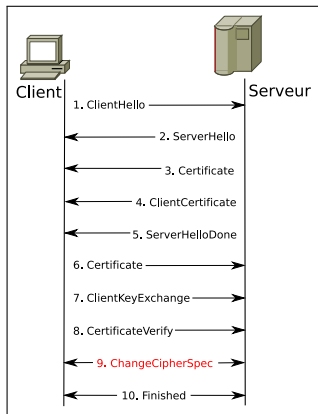 Client
Serveur
1. ClientHello
2. ServerHello
3. Certificate
4. ClientCertificate
5. ServerHelloDone
6. Certificate
7. ClientKeyExchange
8. CertificateVerify
9. ChangeCipherSpec
10. Finished